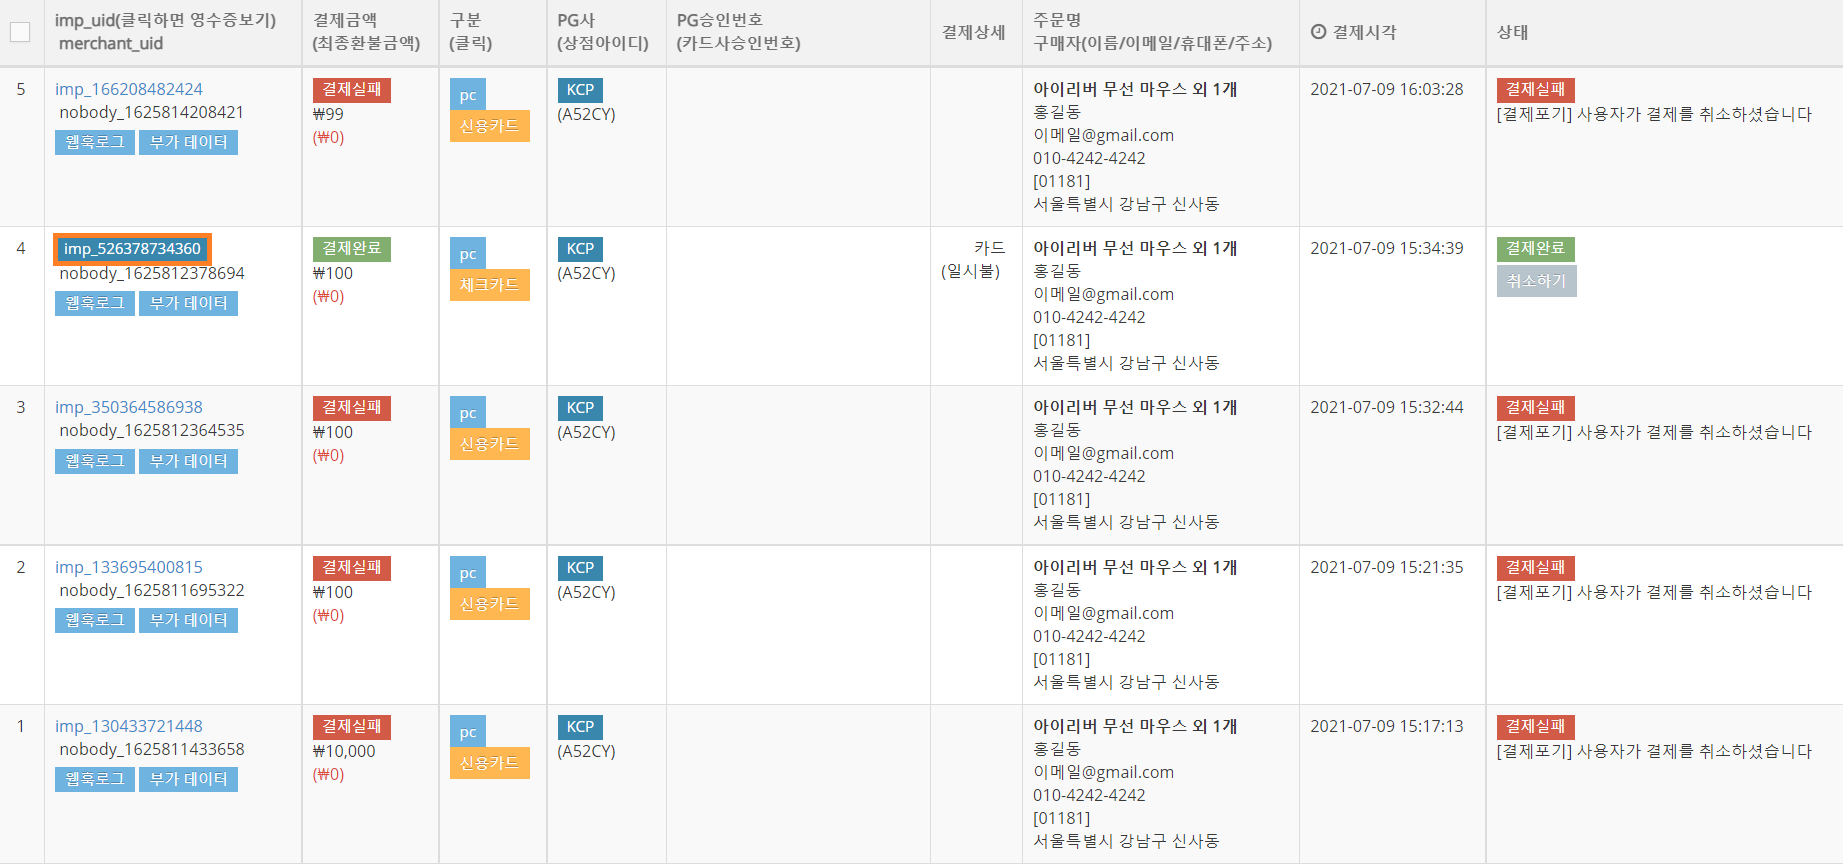 imp_uid(클릭하면 영수증보기)
merchant_uid
결제금액
(최종환불금액)
구분
(클릭)
PG사
(상점아이디)
PG승인번호
(카드사승인번호)
결제상세
주문명
구매자(이름/이메일/휴대폰/주소)
결제시각
상태
5
imp_166208482424
nobody_1625814208421
웹훅로그 부가 데이터
결제실패
₩99
(₩0)
pc
신용카드
KCP
(A52CY)
아이리버 무선 마우스 외 1개
홍길동
이메일@gmail.com
010-4242-4242
[01181]
서울특별시 강남구 신사동
2021-07-09 16:03:28
결제실패
[결제포기] 사용자가 결제를 취소하셨습니다
4
imp_526378734360
nobody_1625812378694
웹훅로그 부가 데이터
결제완료
₩100
(₩0)
pc
체크카드
KCP
(A52CY)
카드
(일시불)
아이리버 무선 마우스 외 1개
홍길동
이메일@gmail.com
010-4242-4242
[01181]
서울특별시 강남구 신사동
2021-07-09 15:34:39
결제완료
취소하기
3
imp_350364586938
nobody_1625812364535
웹훅로그 부가 데이터
결제실패
₩100
(₩0)
pc
신용카드
KCP
(A52CY)
아이리버 무선 마우스 외 1개
홍길동
이메일@gmail.com
010-4242-4242
[01181]
서울특별시 강남구 신사동
2021-07-09 15:32:44
결제실패
[결제포기] 사용자가 결제를 취소하셨습니다
2
imp_133695400815
nobody_1625811695322
웹훅로그 부가 데이터
결제실패
₩100
(₩0)
pc
신용카드
KCP
(A52CY)
아이리버 무선 마우스 외 1개
홍길동
이메일@gmail.com
010-4242-4242
[01181]
서울특별시 강남구 신사동
2021-07-09 15:21:35
결제실패
[결제포기] 사용자가 결제를 취소하셨습니다
1
imp_130433721448
nobody_1625811433658
웹훅로그 부가 데이터
결제실패
₩10,000
(₩0)
pc
신용카드
KCP
(A52CY)
아이리버 무선 마우스 외 1개
홍길동
이메일@gmail.com
010-4242-4242
[01181]
서울특별시 강남구 신사동
2021-07-09 15:17:13
결제실패
[결제포기] 사용자가 결제를 취소하셨습니다